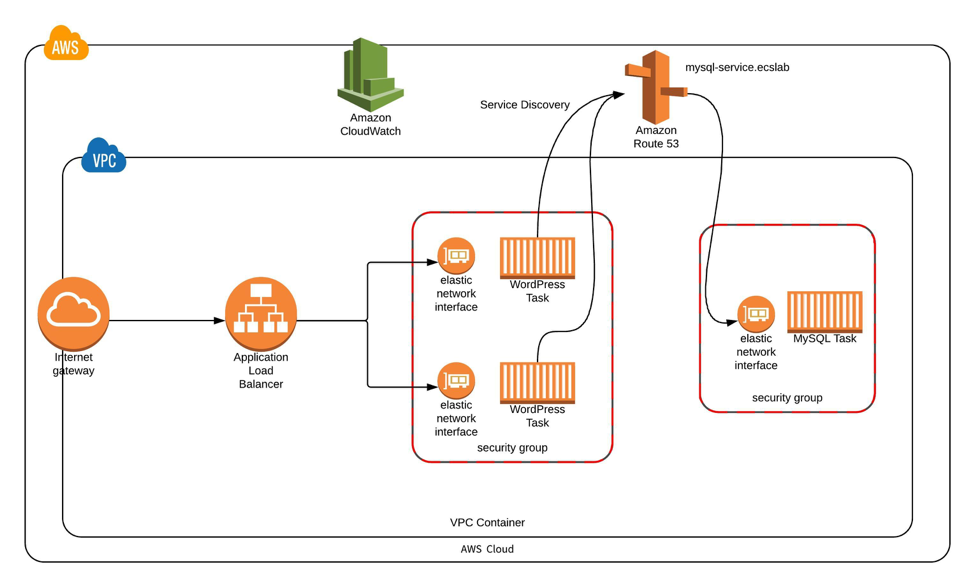 AWS
Amazon
CloudWatch
Service Discovery
mysql-service.ecslab
Amazon
Route 53
VPC
Internet
gateway
Application
Load
Balancer
elastic
network
interface
WordPress
Task
elastic
network
interface
WordPress
Task
security group
elastic
network
interface
MySQL Task
security group
VPC Container
AWS Cloud